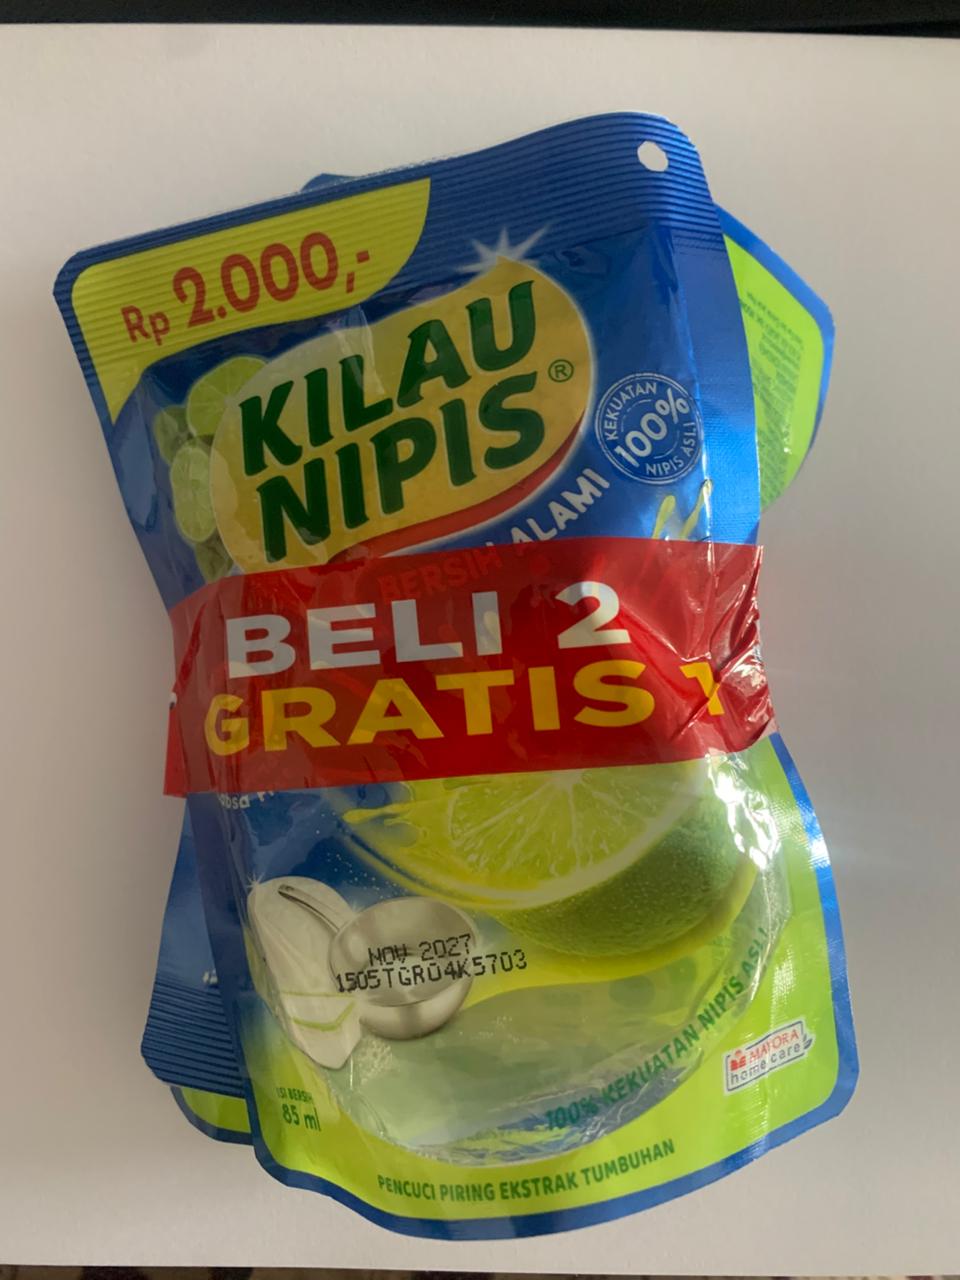 Rp 2.000,-
KILAU
NIPIS®
KEKUATAN
100%
NIPIS ASLI
BERSIH ALAMI
BELI 2
GRATIS 1
NOV 2027
1505TGR04K5703
ISI BERSIH
85 ml
100% KEKUATAN NIPIS ASLI
MAYORA
home care
PENCUCI PIRING EKSTRAK TUMBUHAN